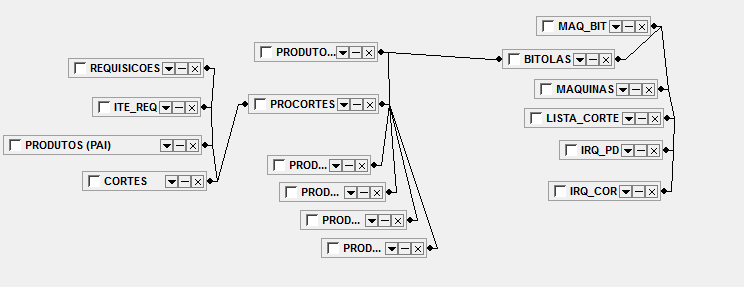 REQUISICOES
ITE_REQ
PRODUTOS (PAI)
CORTES
PRODUTO...
PROCORTES
PROD...
PROD...
PROD...
PROD...
MAQ_BIT
BITOLAS
MAQUINAS
LISTA_CORTE
IRQ_PD
IRQ_COR